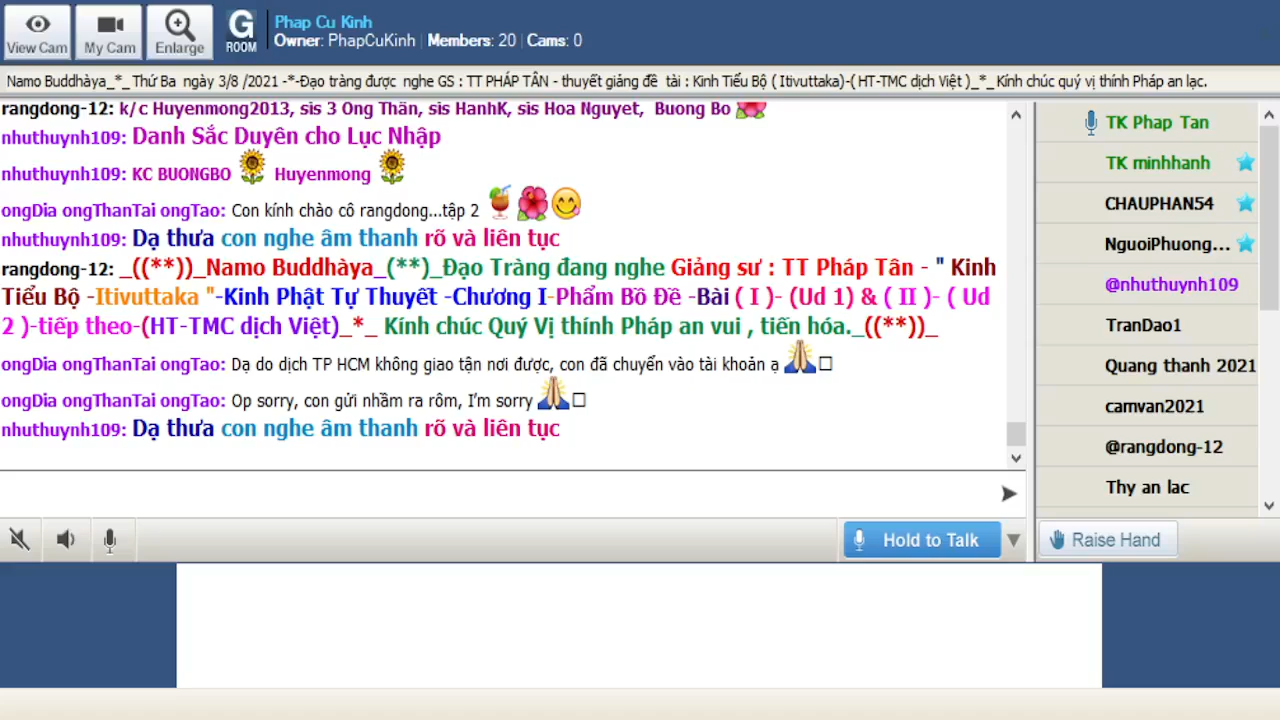 View Cam
My Cam
Enlarge
G
ROOM
Phap Cu Kinh
Owner: PhapCuKinh | Members: 20 | Cams: 0
Namo Buddhàya_*_Thứ Ba ngày 3/8 /2021 -*-Đạo tràng được nghe GS : TT PHÁP TÂN - thuyết giảng đề tài : Kinh Tiểu Bộ ( Itivuttaka)-( HT-TMC dịch Việt )_*_Kính chúc quý vị thính Pháp an lạc.
rangdong-12: k/c Huyenmong2013, sis 3 Ong Thân, sis HanhK, sis Hoa Nguyet, Buong Bo
nhuthuynh109: Danh Sắc Duyên cho Lục Nhập
nhuthuynh109: KC BUONGBO Huyenmong
ongDia ongThanTai ongTao: Con kính chào cô rangdong...tập 2
nhuthuynh109: Dạ thưa con nghe âm thanh rõ và liên tục
rangdong-12: _((**))_Namo Buddhàya_(**)_Đạo Tràng đang nghe Giảng sư : TT Pháp Tân - " Kinh
Tiểu Bộ -Itivuttaka "-Kinh Phật Tự Thuyết -Chương I-Phẩm Bồ Đề -Bài ( I )- (Ud 1) & ( II )- ( Ud
2 )-tiếp theo-(HT-TMC dịch Việt)_*_ Kính chúc Quý Vị thính Pháp an vui , tiến hóa._((**))_
ongDia ongThanTai ongTao: Dạ do dịch TP HCM không giao tận nơi được, con đã chuyển vào tài khoản ạ
ongDia ongThanTai ongTao: Op sorry, con gửi nhầm ra rôm, I'm sorry
nhuthuynh109: Dạ thưa con nghe âm thanh rõ và liên tục
TK Phap Tan
TK minhhanh
CHAUPHAN54
NguoiPhuong...
@nhuthuynh109
TranDao1
Quang thanh 2021
camvan2021
@rangdong-12
Thy an lac
Hold to Talk
Raise Hand